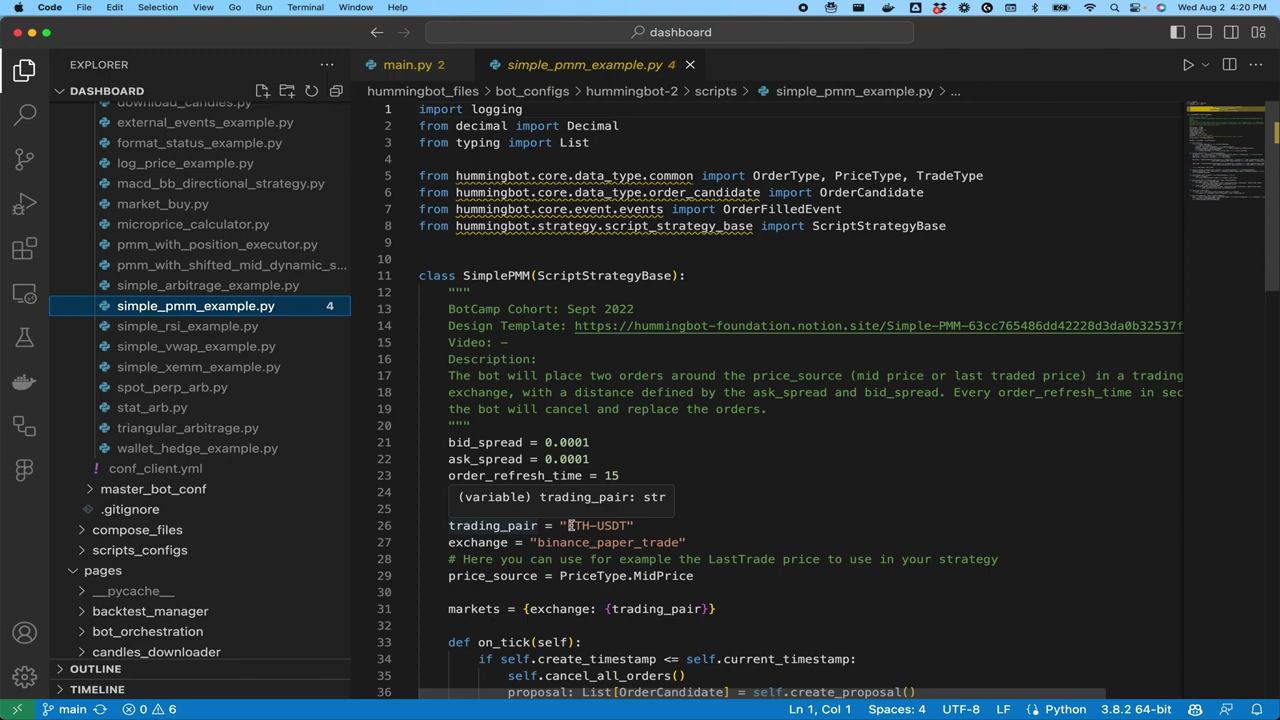 Code File Edit Selection View Go Run Terminal Window Help Wed Aug 2 4:20 PM
dashboard
EXPLORER
main.py 2
simple_pmm_example.py 4
DASHBOARD
hummingbot_files bot_configs hummingbot-2 scripts simple_pmm_example.py ...
download_candles.py
external_events_example.py
format_status_example.py
log_price_example.py
macd_bb_directional_strategy.py
market_buy.py
microprice_calculator.py
pmm_with_position_executor.py
pmm_with_shifted_mid_dynamic_s...
simple_arbitrage_example.py
simple_pmm_example.py 4
simple_rsi_example.py
simple_vwap_example.py
simple_xemm_example.py
spot_perp_arb.py
stat_arb.py
triangular_arbitrage.py
wallet_hedge_example.py
! conf_client.yml
master_bot_conf
.gitignore
compose_files
scripts_configs
pages
__pycache__
backtest_manager
bot_orchestration
candles_downloader
OUTLINE
TIMELINE
1 import logging
2 from decimal import Decimal
3 from typing import List
4
5 from hummingbot.core.data_type.common import OrderType, PriceType, TradeType
6 from hummingbot.core.data_type.order_candidate import OrderCandidate
7 from hummingbot.core.event.events import OrderFilledEvent
8 from hummingbot.strategy.script_strategy_base import ScriptStrategyBase
9
10
11 class SimplePMM(ScriptStrategyBase):
12 """
13 BotCamp Cohort: Sept 2022
14 Design Template: https://hummingbot-foundation.notion.site/Simple-PMM-63cc765486dd42228d3da0b32537f
15 Video: -
16 Description:
17 The bot will place two orders around the price_source (mid price or last traded price) in a trading
18 exchange, with a distance defined by the ask_spread and bid_spread. Every order_refresh_time in sec
19 the bot will cancel and replace the orders.
20 """
21 bid_spread = 0.0001
22 ask_spread = 0.0001
23 order_refresh_time = 15
24
(variable) trading_pair: str
25
26 trading_pair = "ETH-USDT"
27 exchange = "binance_paper_trade"
28 # Here you can use for example the LastTrade price to use in your strategy
29 price_source = PriceType.MidPrice
30
31 markets = {exchange: {trading_pair}}
32
33 def on_tick(self):
34 if self.create_timestamp <= self.current_timestamp:
35 self.cancel_all_orders()
36 proposal: List[OrderCandidate] = self.create_proposal()
main 0 6 Ln 1, Col 1 Spaces: 4 UTF-8 LF Python 3.8.2 64-bit